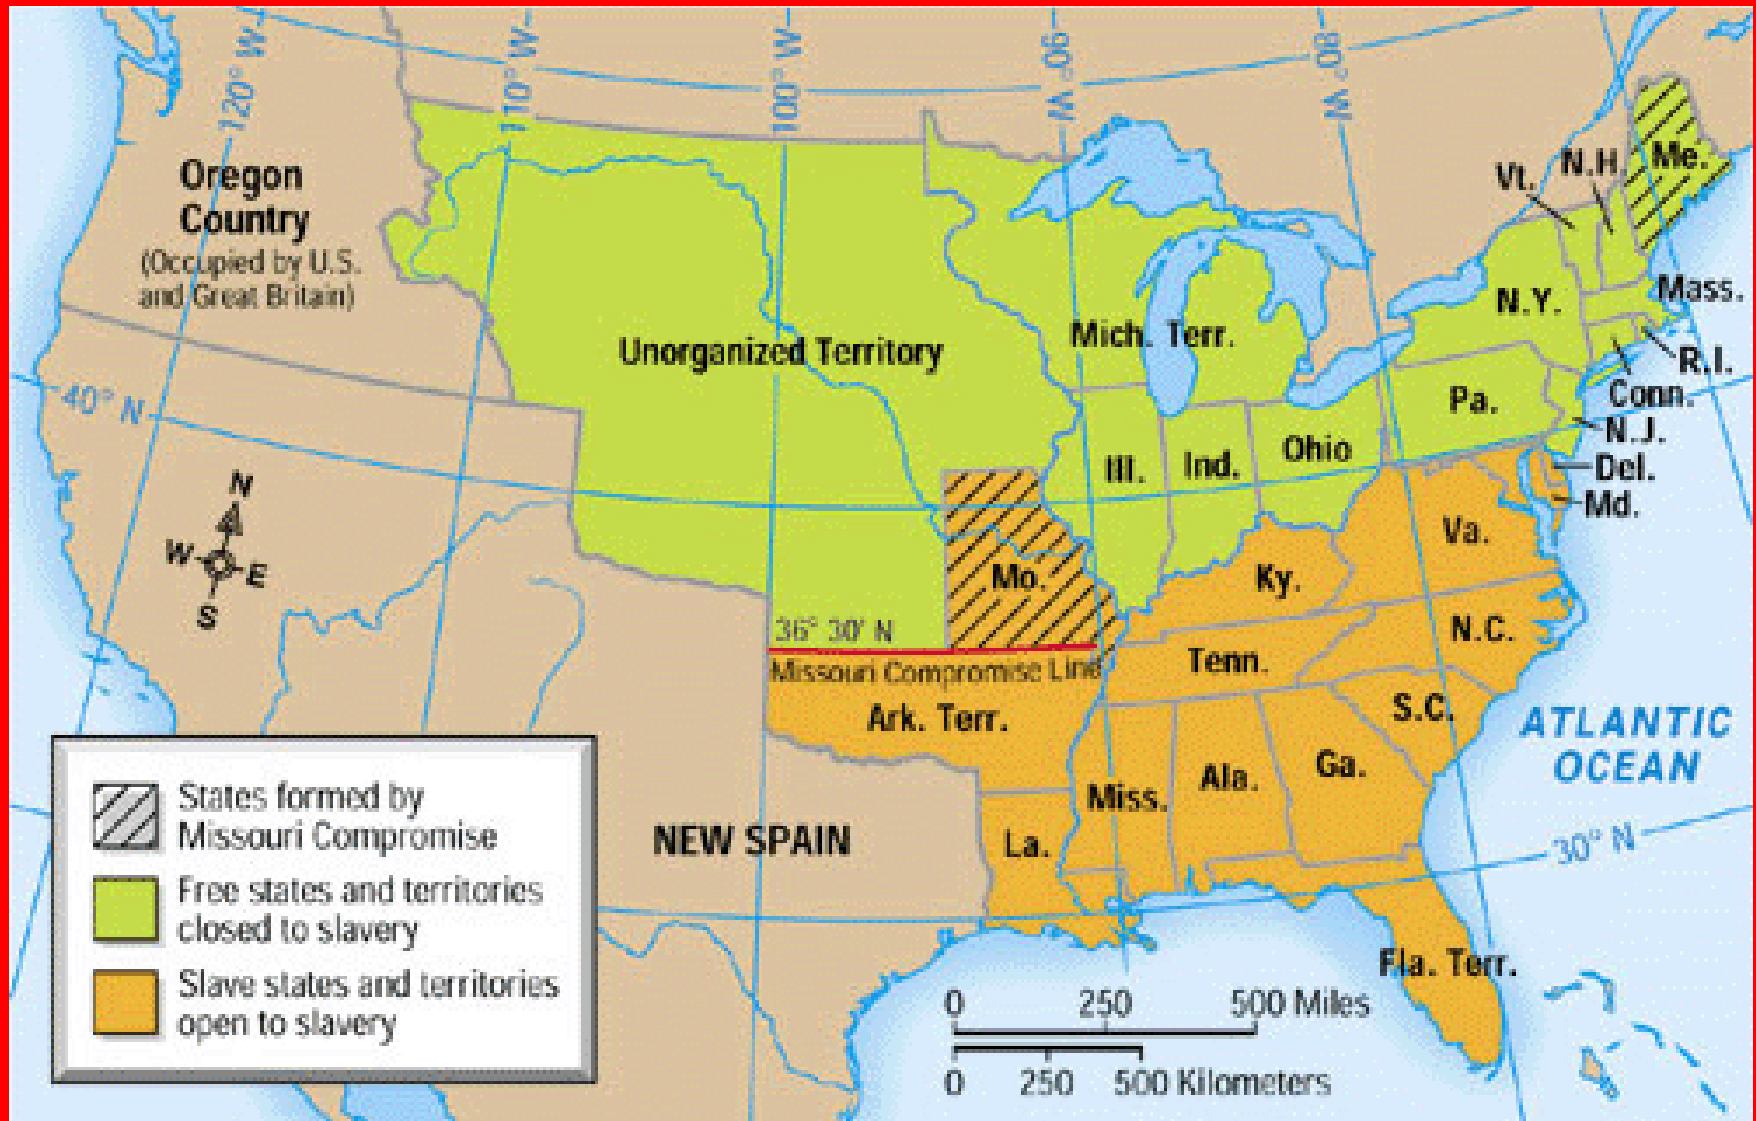 120° W
110° W
100° W
90° W
80° W
Oregon
Country
(Occupied by U.S.
and Great Britain)
Vt.
N.H.
Me.
Mass.
N.Y.
R.I.
Conn.
Pa.
N.J.
Del.
Md.
Unorganized Territory
Mich. Terr.
40° N
Ill.
Ind.
Ohio
Va.
N
W
E
S
Mo.
Ky.
N.C.
36° 30' N
Missouri Compromise Line
Tenn.
Ark. Terr.
S.C.
ATLANTIC
OCEAN
Miss.
Ala.
Ga.
NEW SPAIN
La.
30° N
Fla. Terr.
States formed by
Missouri Compromise
Free states and territories
closed to slavery
Slave states and territories
open to slavery
0 250 500 Miles
0 250 500 Kilometers